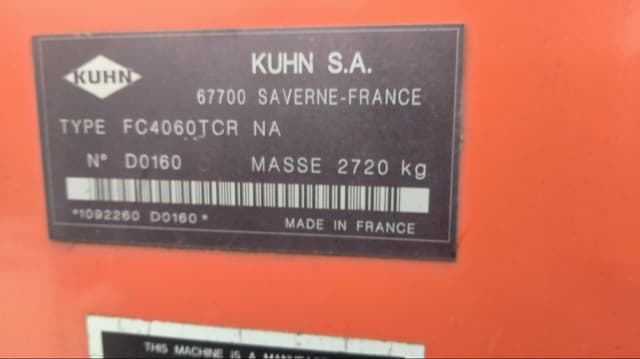 KUHN
KUHN S.A.
67700 SAVERNE-FRANCE
TYPE FC4060TCR NA
N° D0160 MASSE 2720 kg
*1092260 D0160*
MADE IN FRANCE
THIS MACHINE IS A